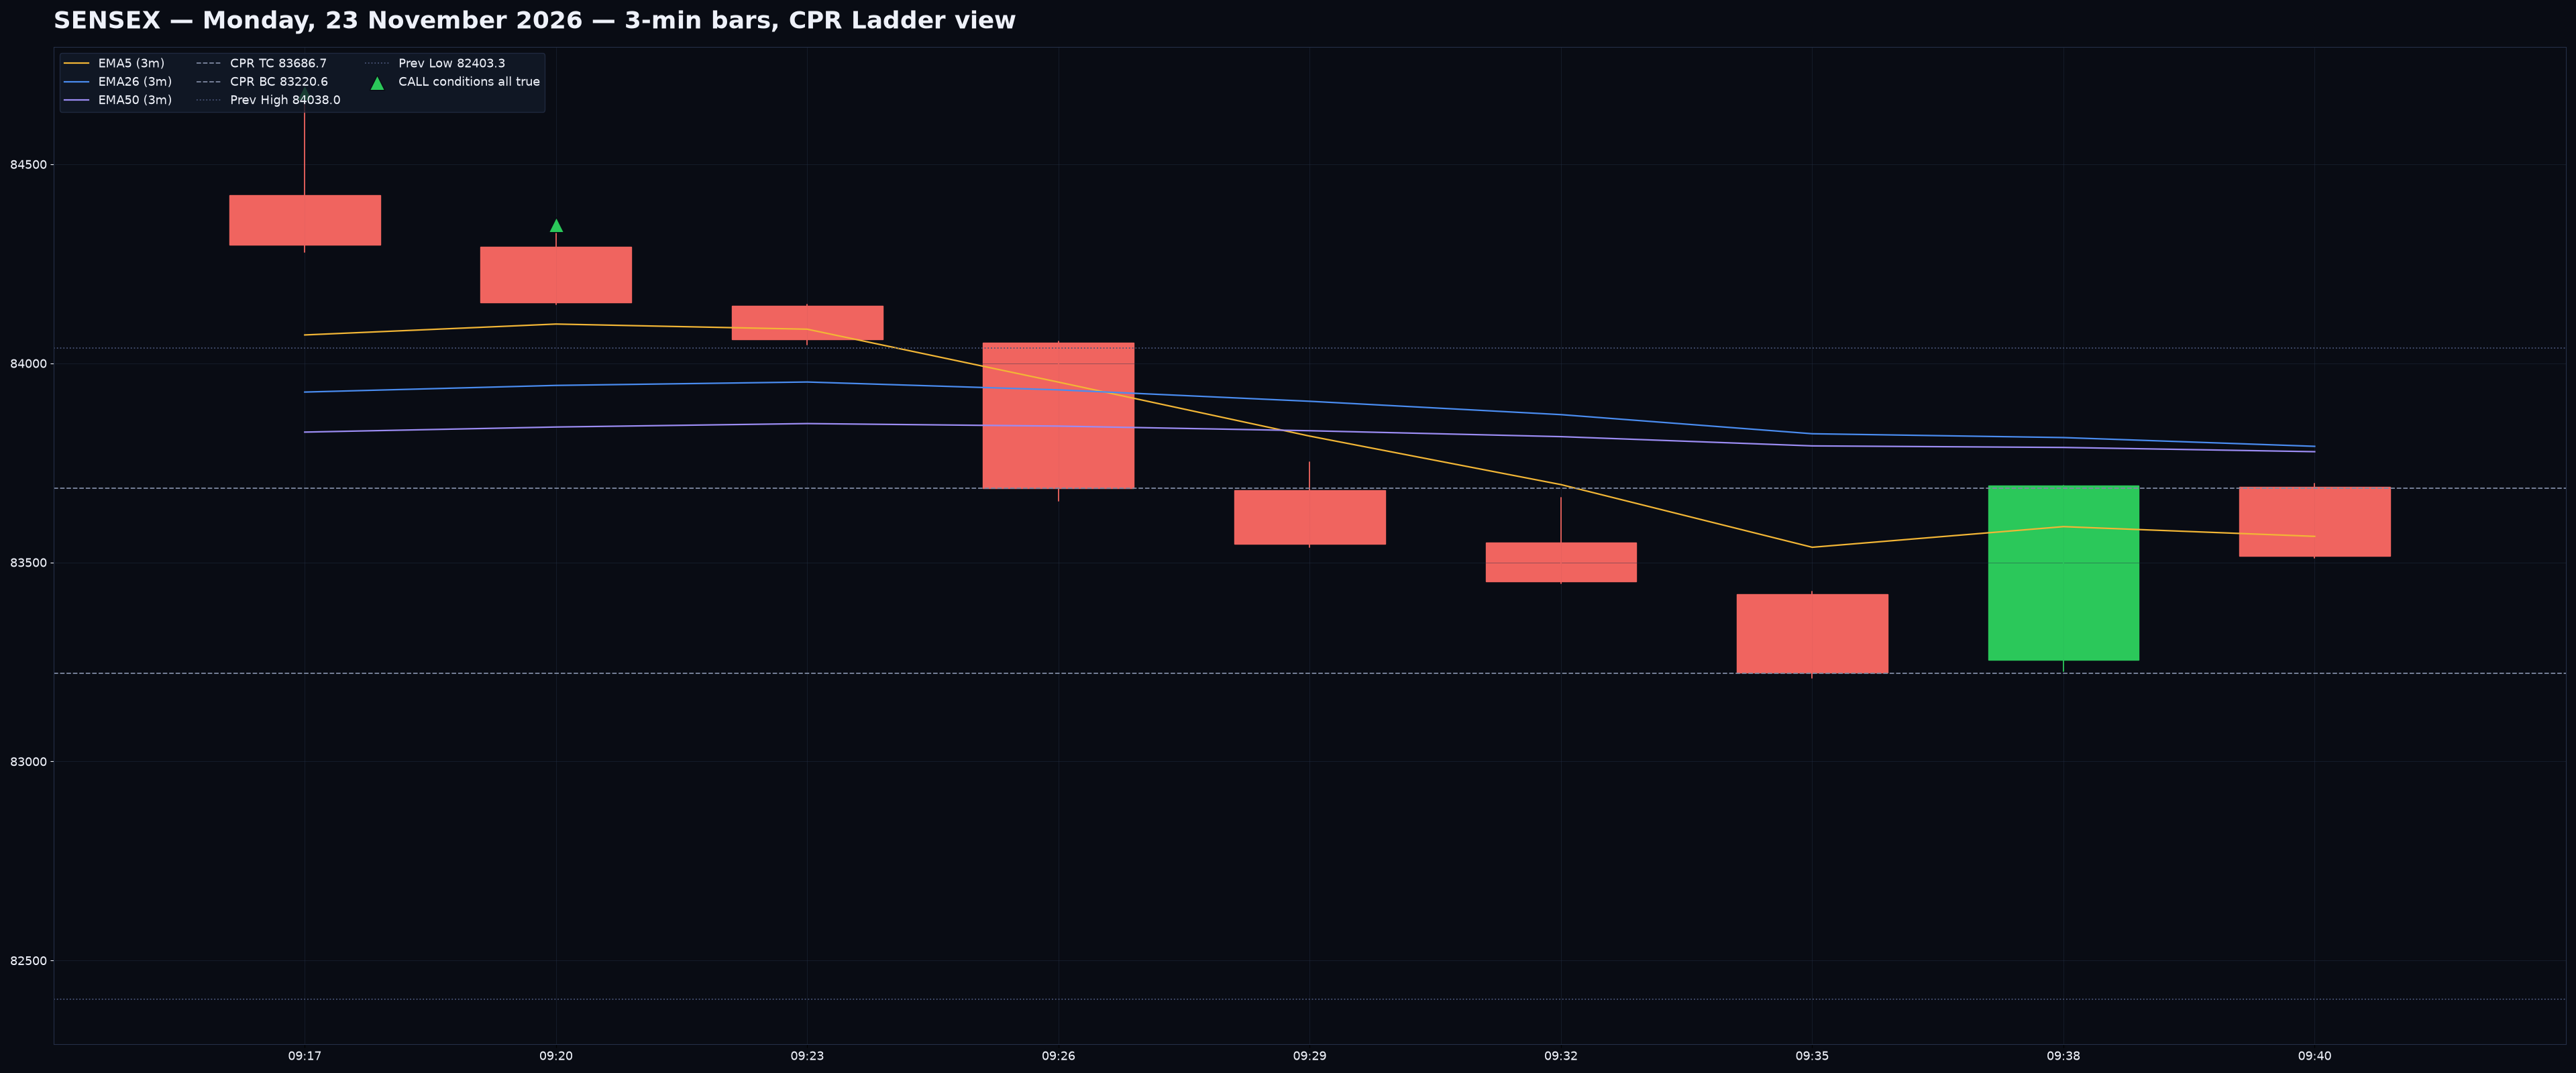 SENSEX — Monday, 23 November 2026 — 3-min bars, CPR Ladder view
EMA5 (3m)
EMA26 (3m)
EMA50 (3m)
CPR TC 83686.7
CPR BC 83220.6
Prev High 84038.0
Prev Low 82403.3
CALL conditions all true
84500
84000
83500
83000
82500
09:17 09:20 09:23 09:26 09:29 09:32 09:35 09:38 09:40